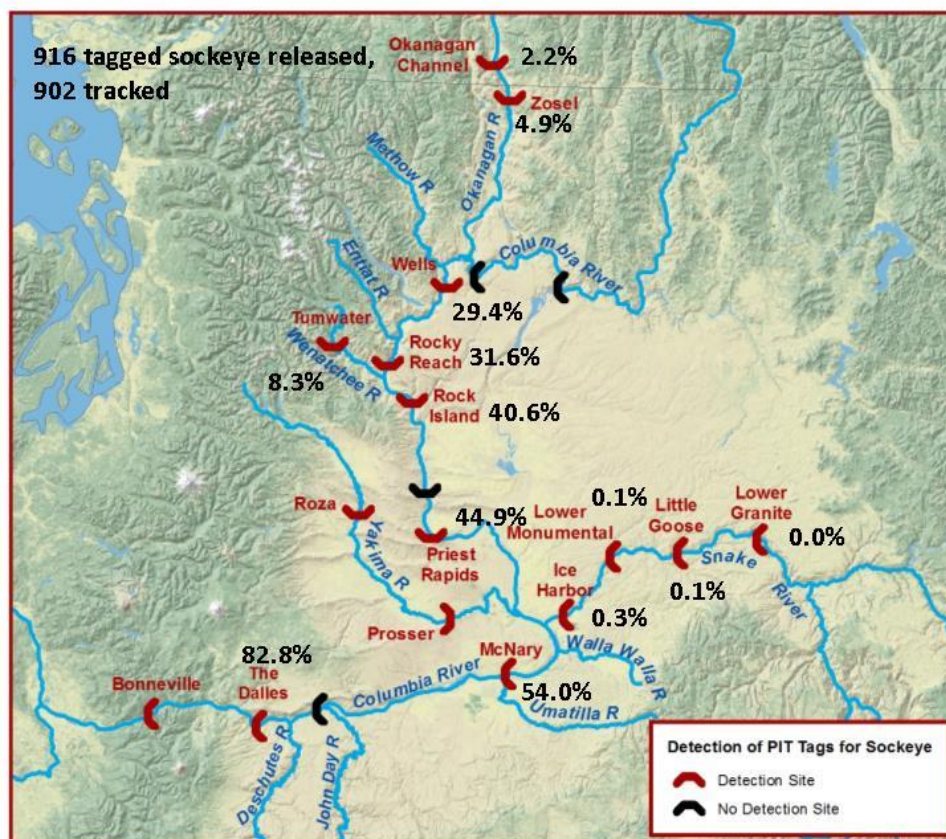 916 tagged sockeye released,
902 tracked
Okanagan
Channel
2.2%
Zosel
4.9%
Okanagan R
Methow R
Columbia River
Entiat R
Wells
29.4%
Tumwater
Rocky
Reach
31.6%
Wenatchee R
8.3%
Rock
Island
40.6%
Roza
44.9%
Priest
Rapids
Yakima R
Prosser
Lower
Monumental
0.1%
Little
Goose
0.1%
Lower
Granite
0.0%
Snake
River
Ice
Harbor
0.3%
Walla Walla R
McNary
54.0%
Umatilla R
Columbia River
82.8%
The
Dalles
Bonneville
Deschutes R
John Day R
Detection of PIT Tags for Sockeye
Detection Site
No Detection Site